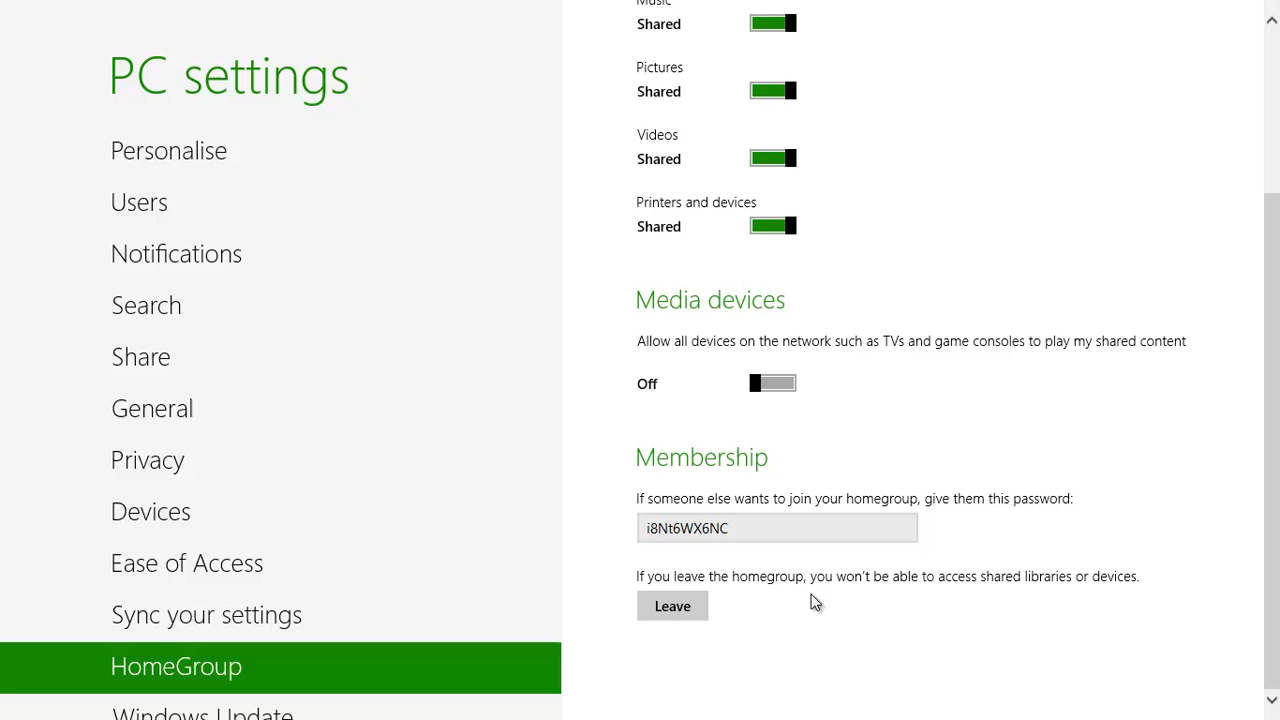 PC settings
Personalise
Users
Notifications
Search
Share
General
Privacy
Devices
Ease of Access
Sync your settings
HomeGroup
Windows Update
Music
Shared
Pictures
Shared
Videos
Shared
Printers and devices
Shared
Media devices
Allow all devices on the network such as TVs and game consoles to play my shared content
Off
Membership
If someone else wants to join your homegroup, give them this password:
i8Nt6WX6NC
If you leave the homegroup, you won't be able to access shared libraries or devices.
Leave